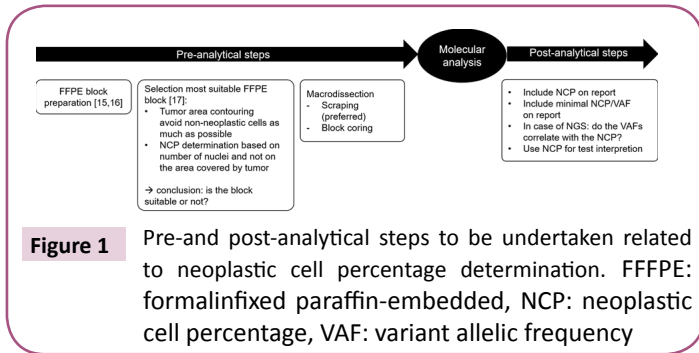 Pre-analytical steps
Molecular
analysis
Post-analytical steps
FFPE block
preparation [15,16]
Selection most suitable FFPE
block [17]:
• Tumor area contouring
avoid non-neoplastic cells as
much as possible
• NCP determination based on
number of nuclei and not on
the area covered by tumor
→ conclusion: is the block
suitable or not?
Macrodissection
- Scraping
(preferred)
- Block coring
• Include NCP on report
• Include minimal NCP/VAF
on report
• In case of NGS: do the VAFs
correlate with the NCP?
• Use NCP for test interpretion
Figure 1
Pre-and post-analytical steps to be undertaken related
to neoplastic cell percentage determination. FFFPE:
formalinfixed paraffin-embedded, NCP: neoplastic
cell percentage, VAF: variant allelic frequency